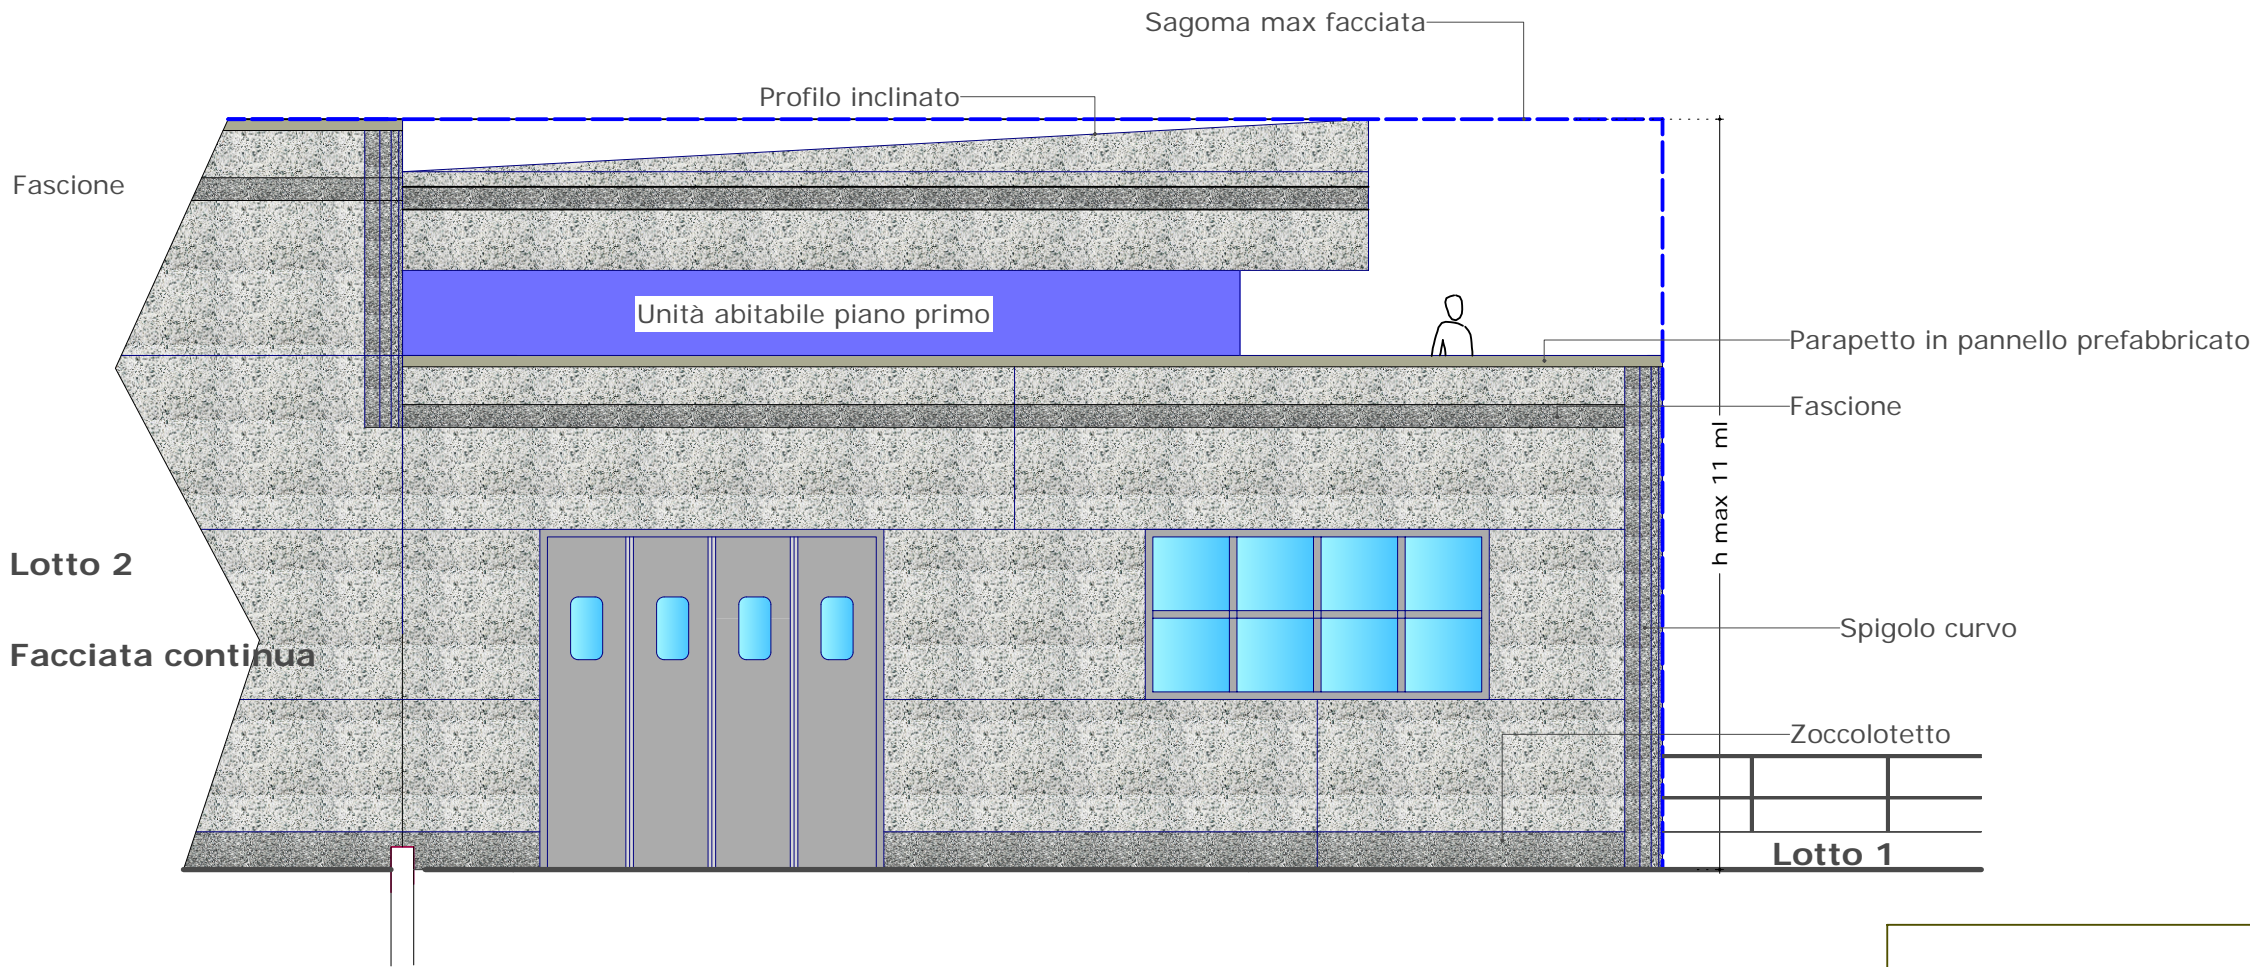 Sagoma max facciata
Profilo inclinato
Fascione
Unità abitabile piano primo
Parapetto in pannello prefabbricato
Fascione
h max 11 ml
Lotto 2
Spigolo curvo
Facciata continua
Zoccolotetto
Lotto 1